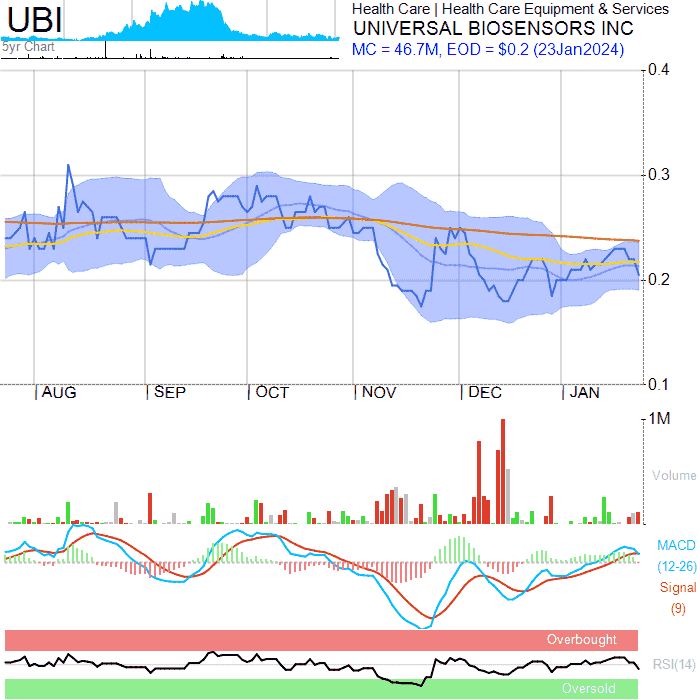 UBI
5yr Chart
Health Care | Health Care Equipment & Services
UNIVERSAL BIOSENSORS INC
MC = 46.7M, EOD = $0.2 (23Jan2024)
0.4
0.3
0.2
0.1
AUG SEP OCT NOV DEC JAN
1M
Volume
MACD
(12-26)
Signal
(9)
Overbought
RSI(14)
Oversold